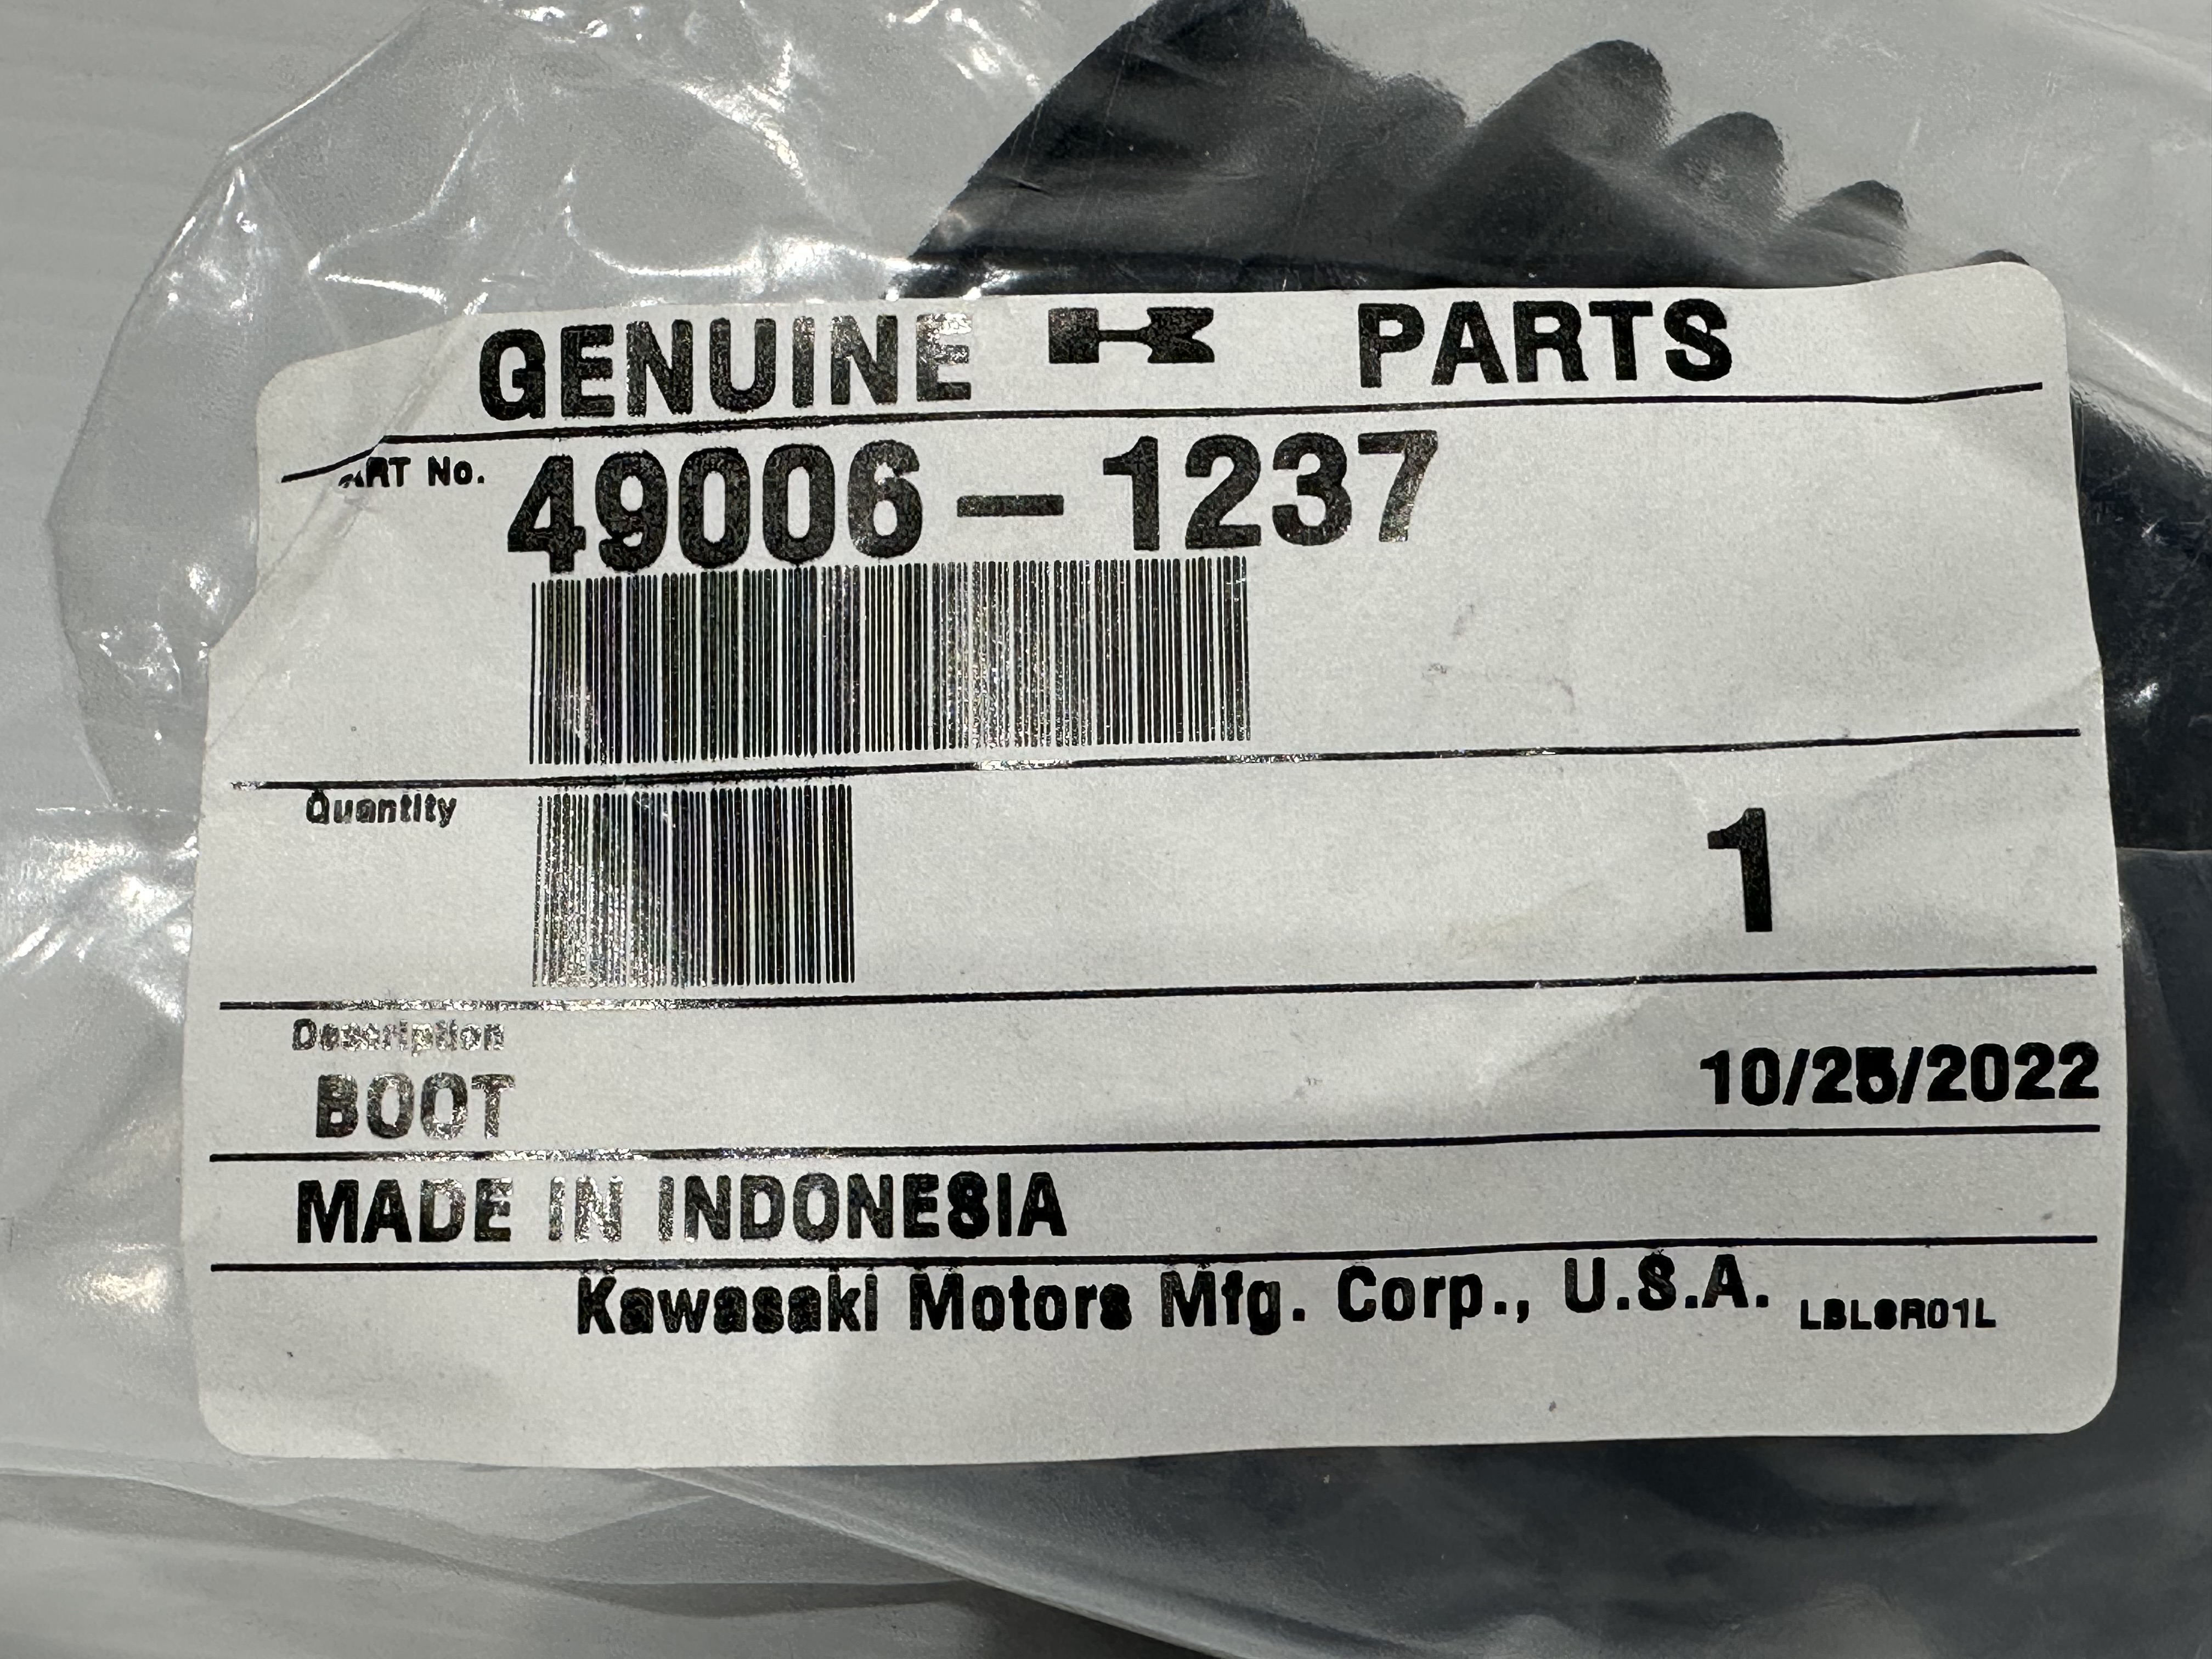 GENUINE K PARTS
PART No. 49006-1237
Quantity 1
Description
BOOT 10/25/2022
MADE IN INDONESIA
Kawasaki Motors Mfg. Corp., U.S.A. LBLSR01L